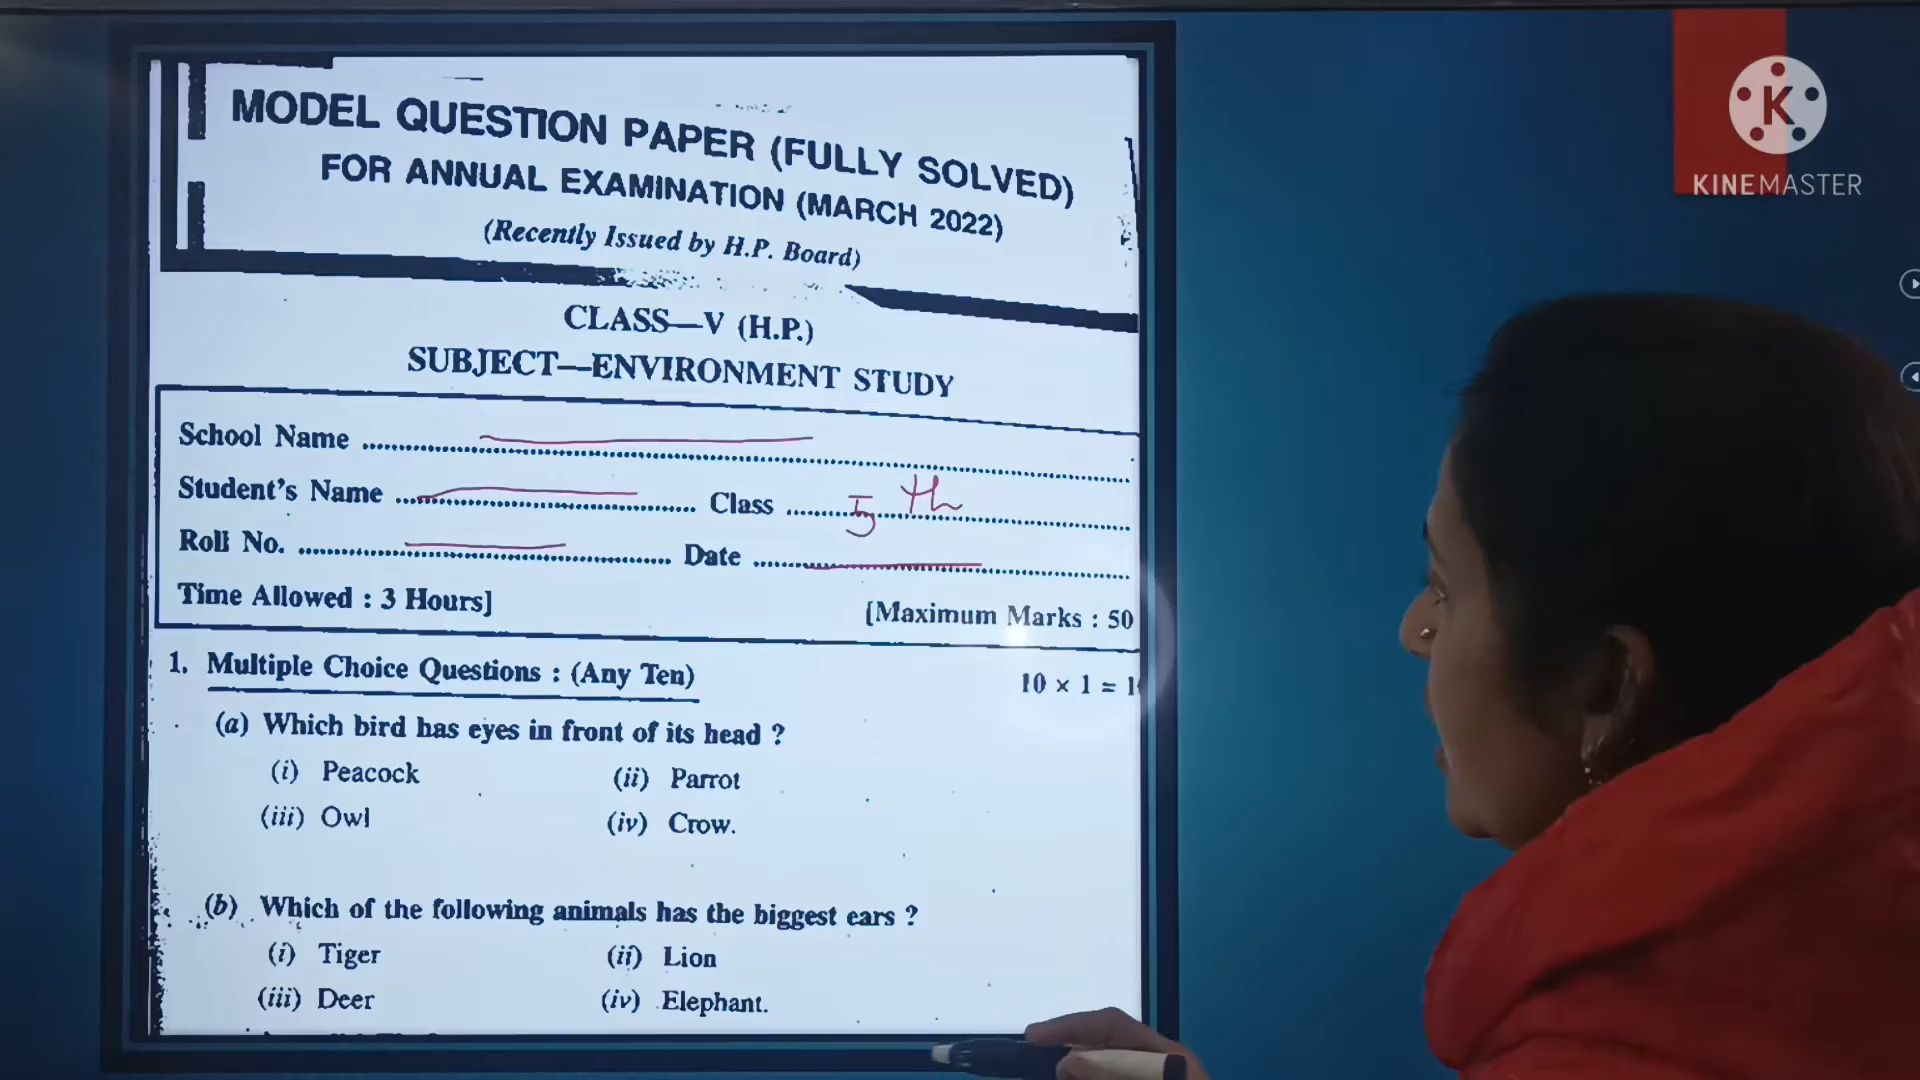 MODEL QUESTION PAPER (FULLY SOLVED)
FOR ANNUAL EXAMINATION (MARCH 2022)
(Recently Issued by H.P. Board)
CLASS—V (H.P.)
SUBJECT—ENVIRONMENT STUDY
School Name
Student's Name Class 5th
Roll No. Date
Time Allowed : 3 Hours] [Maximum Marks : 50
1. Multiple Choice Questions : (Any Ten) 10 × 1 =
(a) Which bird has eyes in front of its head ?
(i) Peacock (ii) Parrot
(iii) Owl (iv) Crow.
(b) Which of the following animals has the biggest ears ?
(i) Tiger (ii) Lion
(iii) Deer (iv) Elephant.
K
KINEMASTER